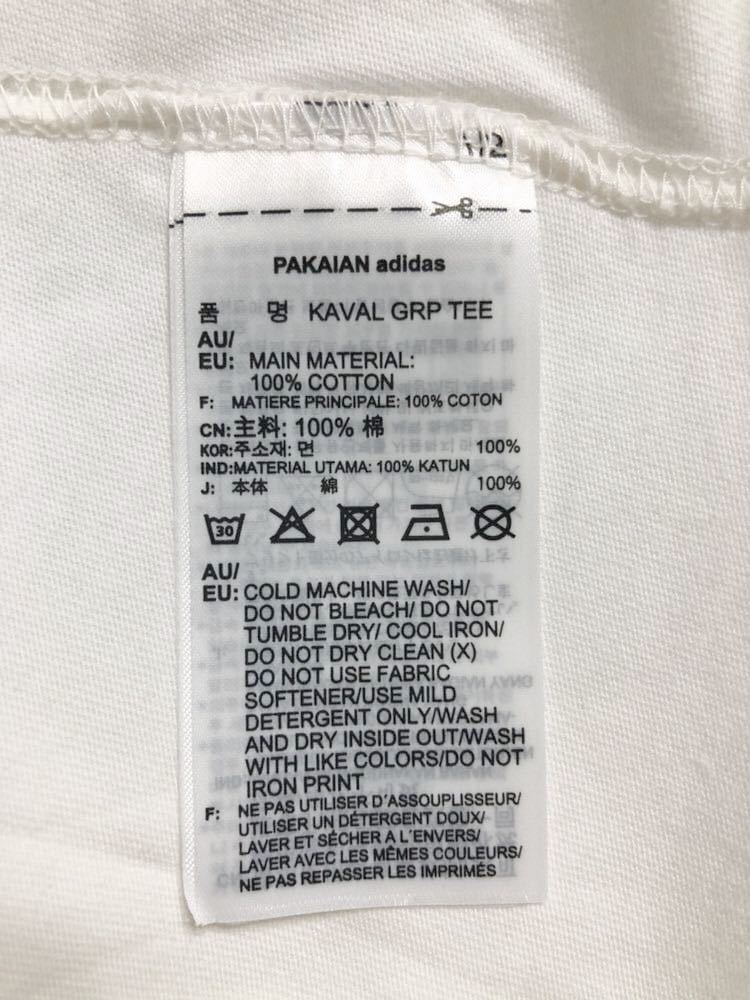 1/2
PAKAIAN adidas
품 명 KAVAL GRP TEE
AU/
EU: MAIN MATERIAL:
100% COTTON
F: MATIERE PRINCIPALE: 100% COTON
CN:主料: 100% 棉
KOR:주소재: 면 100%
IND:MATERIAL UTAMA: 100% KATUN
J: 本体 綿 100%
30
AU/
EU: COLD MACHINE WASH/
DO NOT BLEACH/ DO NOT
TUMBLE DRY/ COOL IRON/
DO NOT DRY CLEAN (X)
DO NOT USE FABRIC
SOFTENER/USE MILD
DETERGENT ONLY/WASH
AND DRY INSIDE OUT/WASH
WITH LIKE COLORS/DO NOT
IRON PRINT
F: NE PAS UTILISER D´ASSOUPLISSEUR/
UTILISER UN DÉTERGENT DOUX/
LAVER ET SÉCHER A L´ENVERS/
LAVER AVEC LES MÊMES COULEURS/
NE PAS REPASSER LES IMPRIMÉS